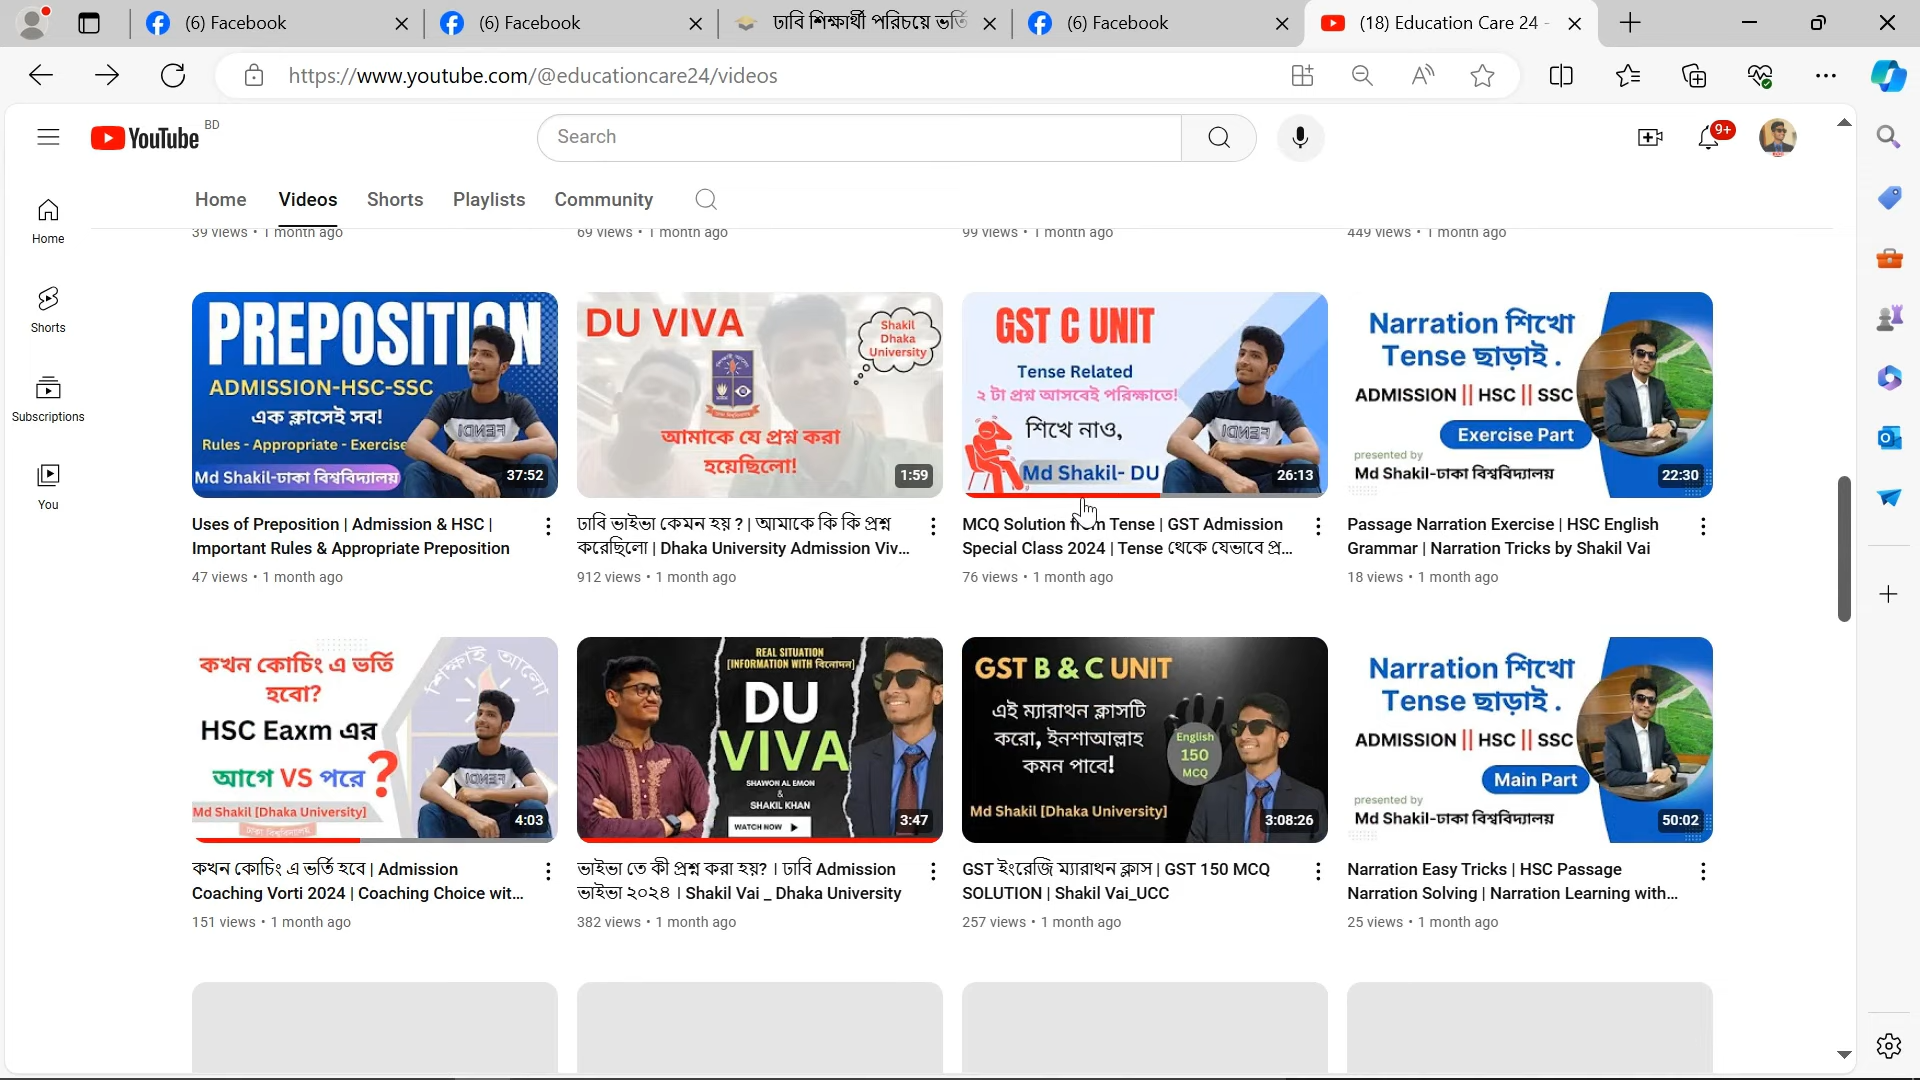 (6) Facebook
(6) Facebook
ঢাবি শিক্ষার্থী পরিচয়ে ভর্তি
(6) Facebook
(18) Education Care 24 -
https://www.youtube.com/@educationcare24/videos
YouTube BD
Search
9+
Home Videos Shorts Playlists Community
Home
Shorts
Subscriptions
You
39 views • 1 month ago
69 views • 1 month ago
99 views • 1 month ago
449 views • 1 month ago
PREPOSITION
ADMISSION-HSC-SSC
এক ক্লাসেই সব!
Rules - Appropriate - Exercise
Md Shakil-ঢাকা বিশ্ববিদ্যালয়
37:52
Uses of Preposition | Admission & HSC |
Important Rules & Appropriate Preposition
47 views • 1 month ago
DU VIVA
Shakil
Dhaka
University
আমাকে যে প্রশ্ন করা
হয়েছিলো!
1:59
ঢাবি ভাইভা কেমন হয় ? | আমাকে কি কি প্রশ্ন
করেছিলো | Dhaka University Admission Viv...
912 views • 1 month ago
GST C UNIT
Tense Related
২ টা প্রশ্ন আসবেই পরিক্ষাতে!
শিখে নাও,
Md Shakil- DU
26:13
MCQ Solution from Tense | GST Admission
Special Class 2024 | Tense থেকে যেভাবে প্র...
76 views • 1 month ago
Narration শিখো
Tense ছাড়াই .
ADMISSION || HSC || SSC
Exercise Part
presented by
Md Shakil-ঢাকা বিশ্ববিদ্যালয়
22:30
Passage Narration Exercise | HSC English
Grammar | Narration Tricks by Shakil Vai
18 views • 1 month ago
কখন কোচিং এ ভর্তি
হবো?
HSC Eaxm এর
আগে VS পরে ?
Md Shakil [Dhaka University]
শিক্ষাই আলো
4:03
কখন কোচিং এ ভর্তি হবে | Admission
Coaching Vorti 2024 | Coaching Choice wit...
151 views • 1 month ago
REAL SITUATION
[INFORMATION WITH বিনোদন]
DU
VIVA
SHAWON AL EMON
&
SHAKIL KHAN
WATCH NOW
3:47
ভাইভা তে কী প্রশ্ন করা হয়? । ঢাবি Admission
ভাইভা ২০২৪ । Shakil Vai _ Dhaka University
382 views • 1 month ago
GST B & C UNIT
এই ম্যারাথন ক্লাসটি
করো, ইনশাআল্লাহ
কমন পাবে!
English
150
MCQ
Md Shakil [Dhaka University]
3:08:26
GST ইংরেজি ম্যারাথন ক্লাস | GST 150 MCQ
SOLUTION | Shakil Vai_UCC
257 views • 1 month ago
Narration শিখো
Tense ছাড়াই .
ADMISSION || HSC || SSC
Main Part
presented by
Md Shakil-ঢাকা বিশ্ববিদ্যালয়
50:02
Narration Easy Tricks | HSC Passage
Narration Solving | Narration Learning with...
25 views • 1 month ago